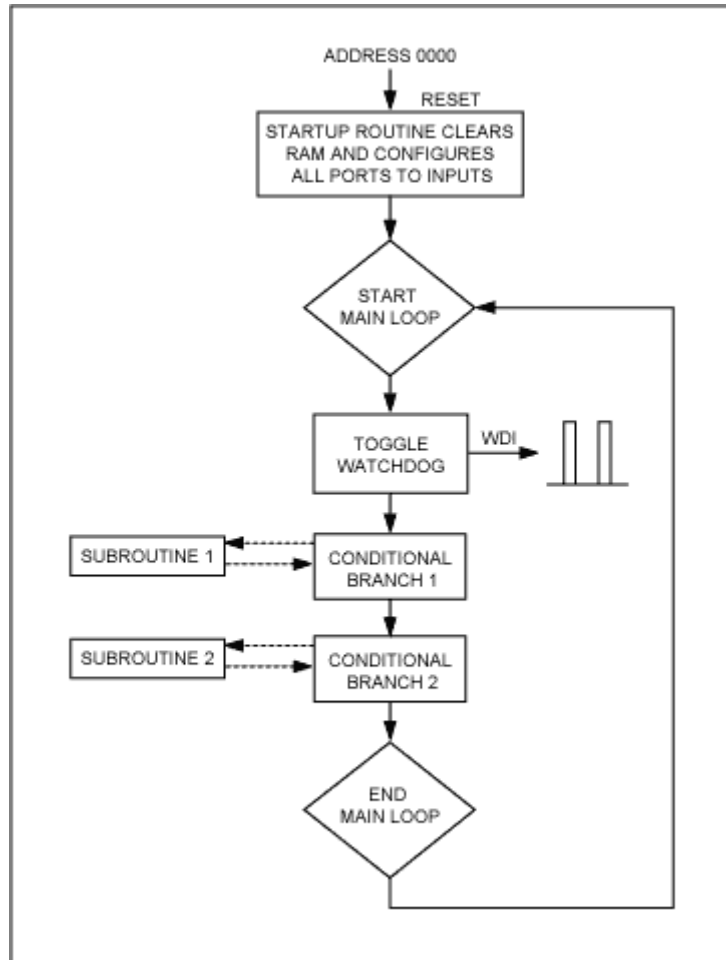 ADDRESS 0000
RESET
STARTUP ROUTINE CLEARS
RAM AND CONFIGURES
ALL PORTS TO INPUTS
START
MAIN LOOP
TOGGLE
WATCHDOG
WDI
SUBROUTINE 1
CONDITIONAL
BRANCH 1
SUBROUTINE 2
CONDITIONAL
BRANCH 2
END
MAIN LOOP